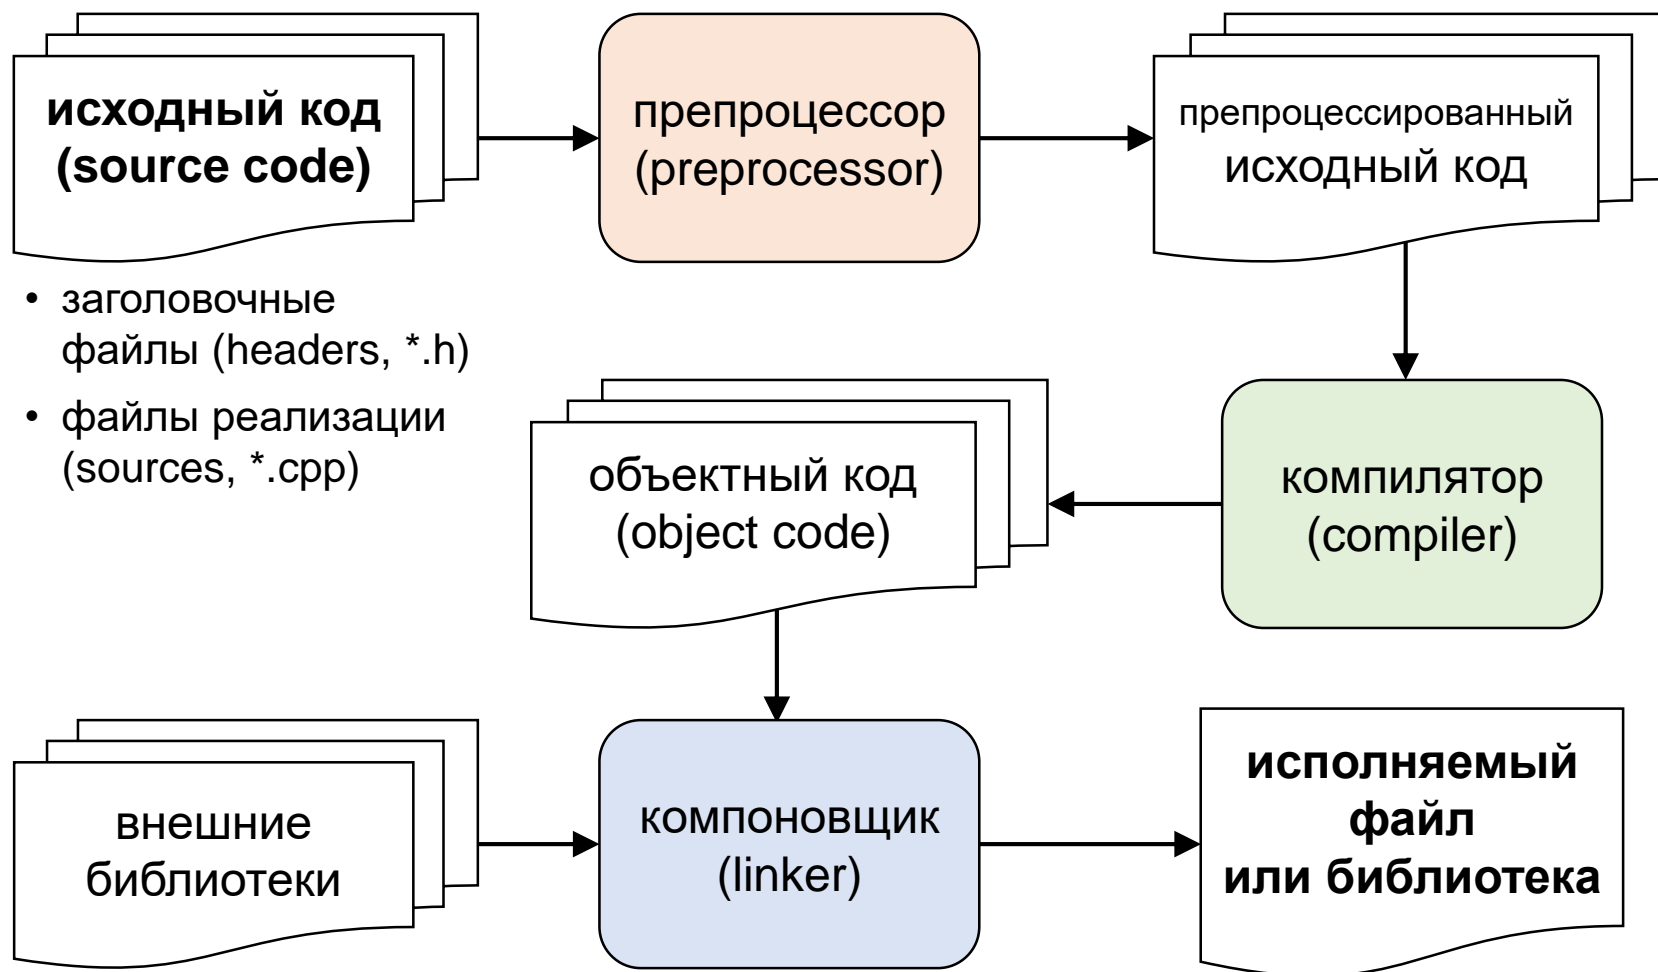 исходный код
(source code)
препроцессор
(preprocessor)
препроцессированный
исходный код
• заголовочные
файлы (headers, *.h)
• файлы реализации
(sources, *.cpp)
объектный код
(object code)
компилятор
(compiler)
внешние
библиотеки
компоновщик
(linker)
исполняемый
файл
или библиотека